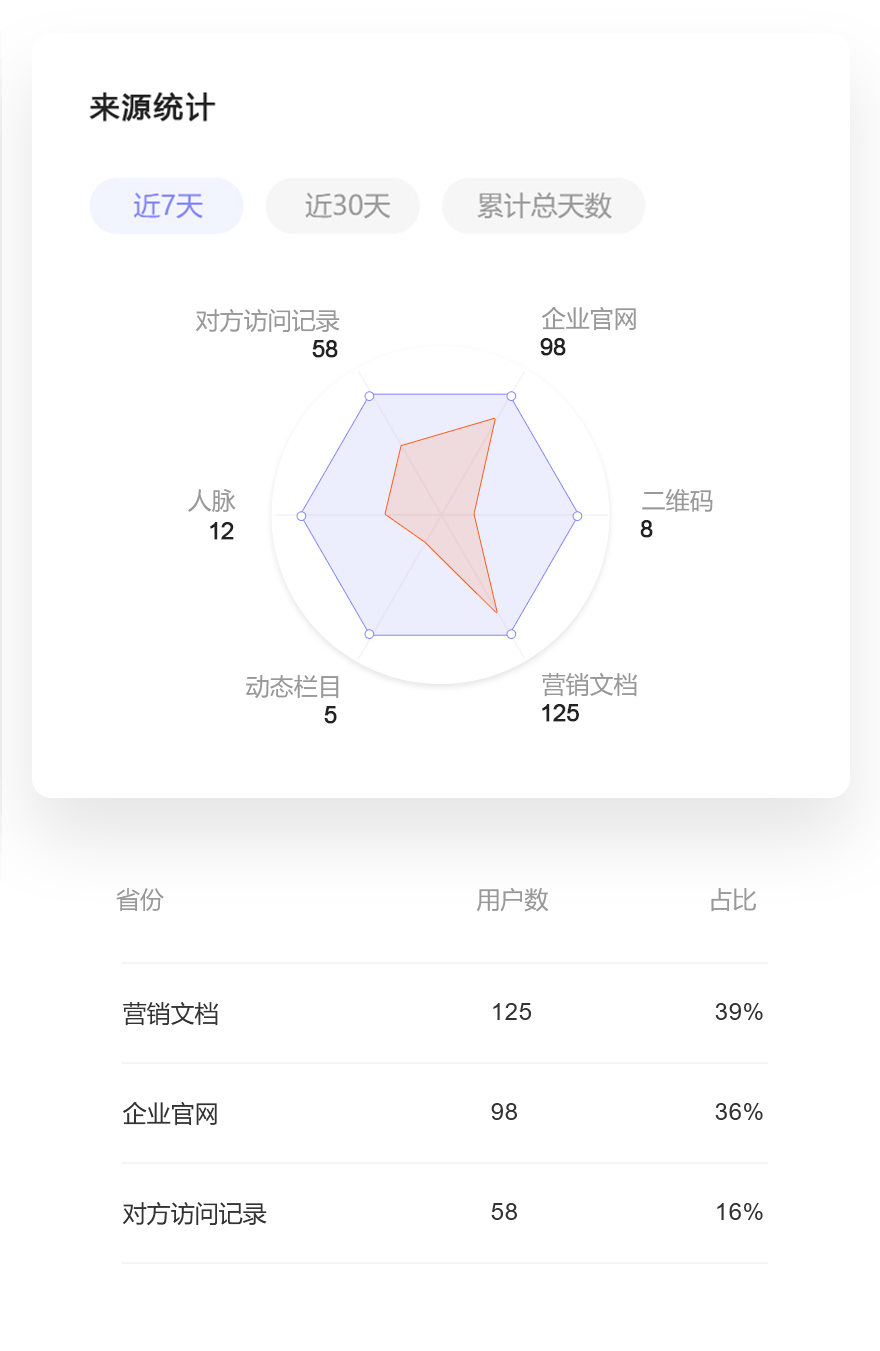 来源统计
近7天 近30天 累计总天数
对方访问记录 企业官网
58 98
人脉 二维码
12 8
动态栏目 营销文档
5 125
省份 用户数 占比
营销文档 125 39%
企业官网 98 36%
对方访问记录 58 16%